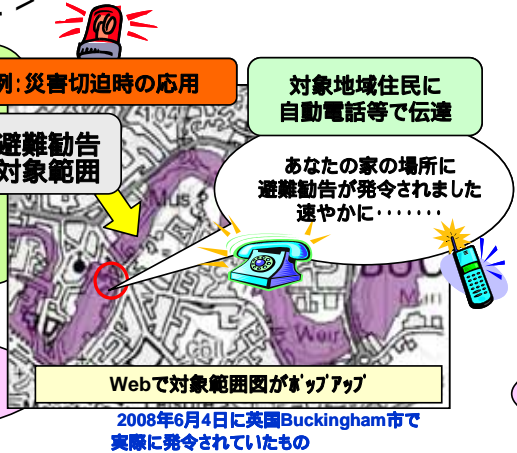 例:災害切迫時の応用
対象地域住民に
自動電話等で伝達
避難勧告
対象範囲
あなたの家の場所に
避難勧告が発令されました
速やかに・・・・・・・
Mus
BUC
Mari
Weir
Webで対象範囲図がﾎﾟｯﾌﾟｱｯﾌﾟ
2008年6月4日に英国Buckingham市で
実際に発令されていたもの